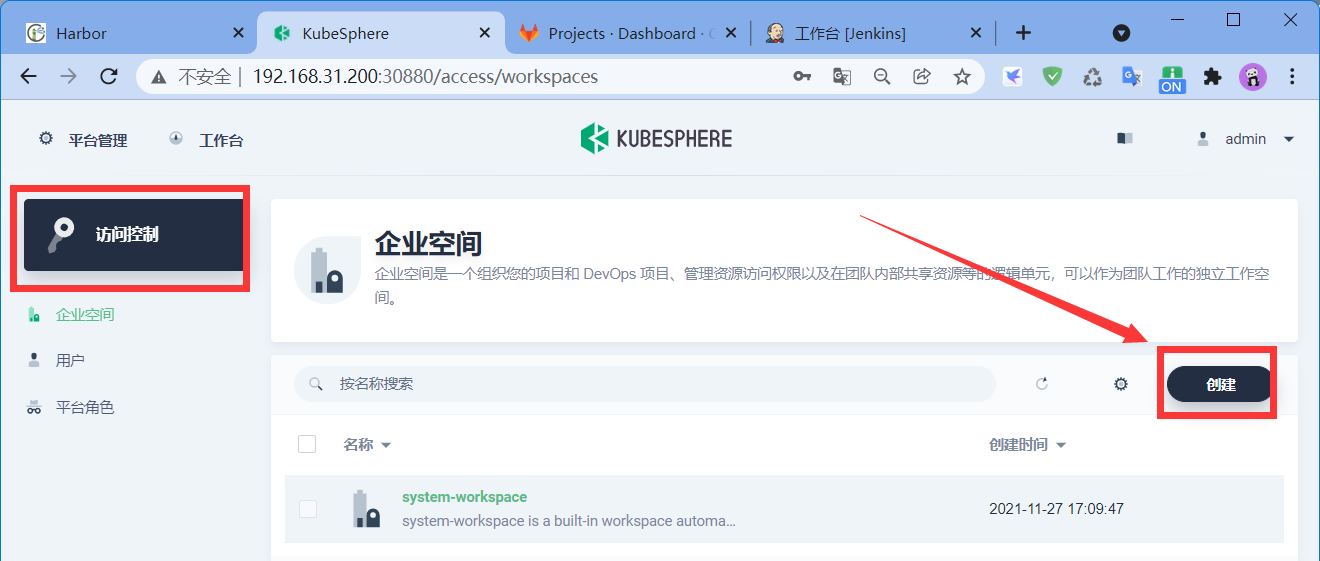 Harbor
KubeSphere
Projects · Dashboard ·
工作台 [Jenkins]
不安全 192.168.31.200:30880/access/workspaces
ON
平台管理
工作台
KUBESPHERE
admin
访问控制
企业空间
用户
平台角色
企业空间
企业空间是一个组织您的项目和 DevOps 项目、管理资源访问权限以及在团队内部共享资源等的逻辑单元，可以作为团队工作的独立工作空
间。
按名称搜索
创建
名称
创建时间
system-workspace
system-workspace is a built-in workspace automa...
2021-11-27 17:09:47